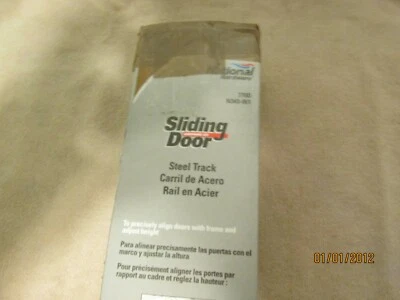 Sliding
Door
Steel Track
Carril de Acero
Rail en Acier
To precisely align doors with frame and
adjust height
Para alinear precisamente las puertas con el
marco y ajustar la altura
Pour précisément aligner les portes par
rapport au cadre et réglez la hauteur :
01/01/2012